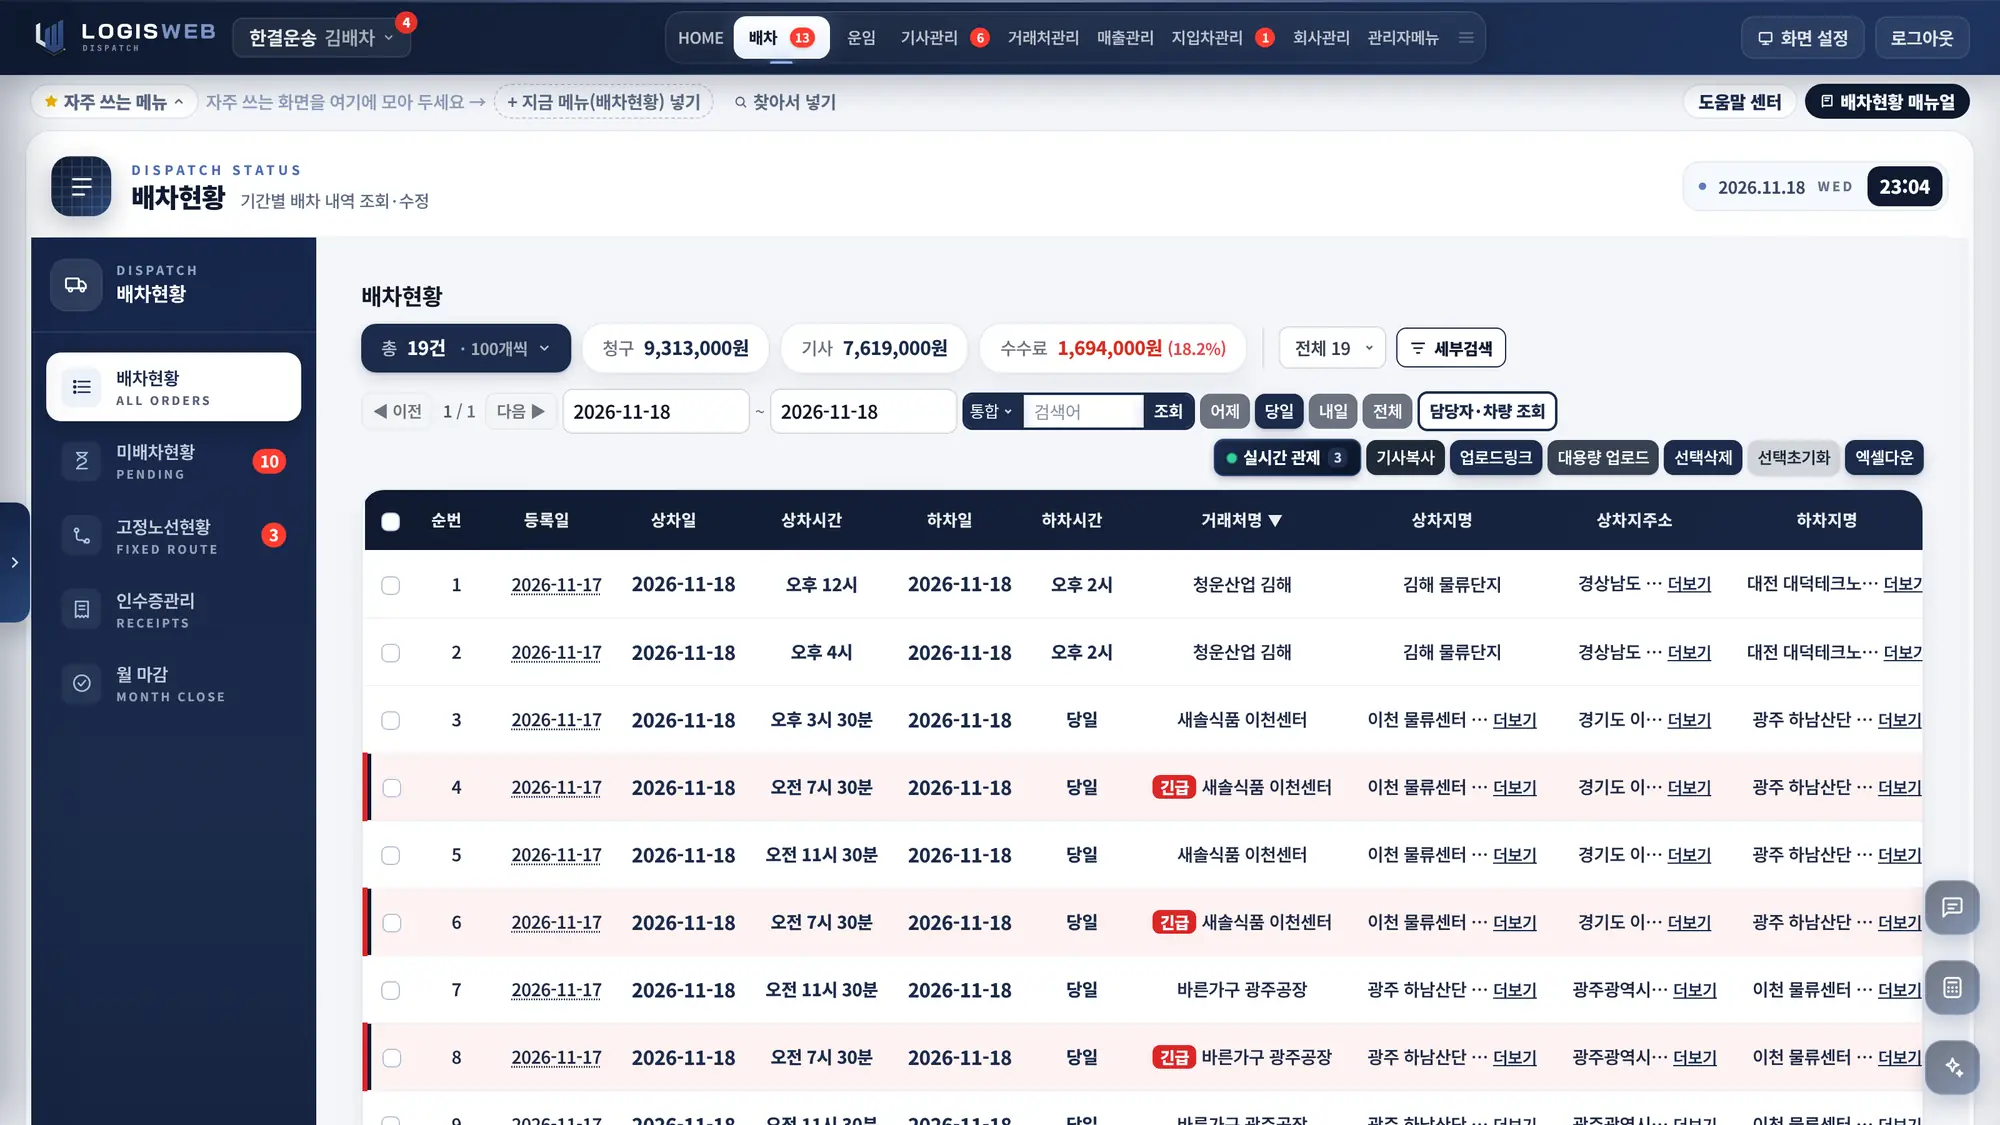 LOGISWEB
DISPATCH
한결운송 김배차
4
HOME 배차 13 운임 기사관리 6 거래처관리 매출관리 지입차관리 1 회사관리 관리자메뉴
화면 설정
로그아웃
자주 쓰는 메뉴
자주 쓰는 화면을 여기에 모아 두세요 →
+ 지금 메뉴(배차현황) 넣기
찾아서 넣기
도움말 센터
배차현황 매뉴얼
DISPATCH STATUS
배차현황 기간별 배차 내역 조회·수정
2026.11.18 WED 23:04
DISPATCH
배차현황
배차현황
ALL ORDERS
미배차현황
PENDING
10
고정노선현황
FIXED ROUTE
3
인수증관리
RECEIPTS
월 마감
MONTH CLOSE
배차현황
총 19건 · 100개씩
청구 9,313,000원
기사 7,619,000원
수수료 1,694,000원 (18.2%)
전체 19
세부검색
◀ 이전 1 / 1 다음 ▶ 2026-11-18 ~ 2026-11-18 통합 검색어 조회 어제 당일 내일 전체 담당자·차량 조회
실시간 관제 3 기사복사 업로드링크 대용량 업로드 선택삭제 선택초기화 엑셀다운
순번 등록일 상차일 상차시간 하차일 하차시간 거래처명 ▼ 상차지명 상차지주소 하차지명
1 2026-11-17 2026-11-18 오후 12시 2026-11-18 오후 2시 청운산업 김해 김해 물류단지 경상남도 ··· 더보기 대전 대덕테크노··· 더보기
2 2026-11-17 2026-11-18 오후 4시 2026-11-18 오후 2시 청운산업 김해 김해 물류단지 경상남도 ··· 더보기 대전 대덕테크노··· 더보기
3 2026-11-17 2026-11-18 오후 3시 30분 2026-11-18 당일 새솔식품 이천센터 이천 물류센터 ··· 더보기 경기도 이··· 더보기 광주 하남산단 ··· 더보기
4 2026-11-17 2026-11-18 오전 7시 30분 2026-11-18 당일 긴급 새솔식품 이천센터 이천 물류센터 ··· 더보기 경기도 이··· 더보기 광주 하남산단 ··· 더보기
5 2026-11-17 2026-11-18 오전 11시 30분 2026-11-18 당일 새솔식품 이천센터 이천 물류센터 ··· 더보기 경기도 이··· 더보기 광주 하남산단 ··· 더보기
6 2026-11-17 2026-11-18 오전 7시 30분 2026-11-18 당일 긴급 새솔식품 이천센터 이천 물류센터 ··· 더보기 경기도 이··· 더보기 광주 하남산단 ··· 더보기
7 2026-11-17 2026-11-18 오전 11시 30분 2026-11-18 당일 바른가구 광주공장 광주 하남산단 ··· 더보기 광주광역시··· 더보기 이천 물류센터 ··· 더보기
8 2026-11-17 2026-11-18 오전 7시 30분 2026-11-18 당일 긴급 바른가구 광주공장 광주 하남산단 ··· 더보기 광주광역시··· 더보기 이천 물류센터 ··· 더보기